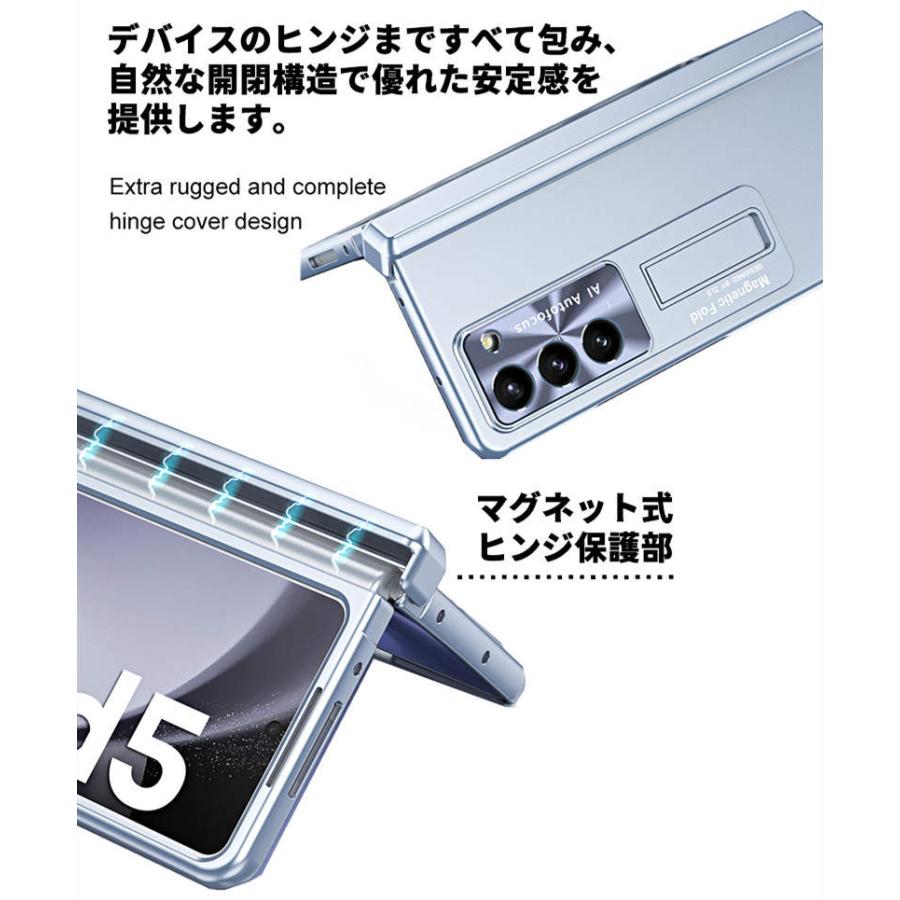 デバイスのヒンジまですべて包み、
自然な開閉構造で優れた安定感を
提供します。
Extra rugged and complete
hinge cover design
AI Autofocus
Magnetic Fold
DESIGNED BY ZLS
マグネット式
ヒンジ保護部
d5